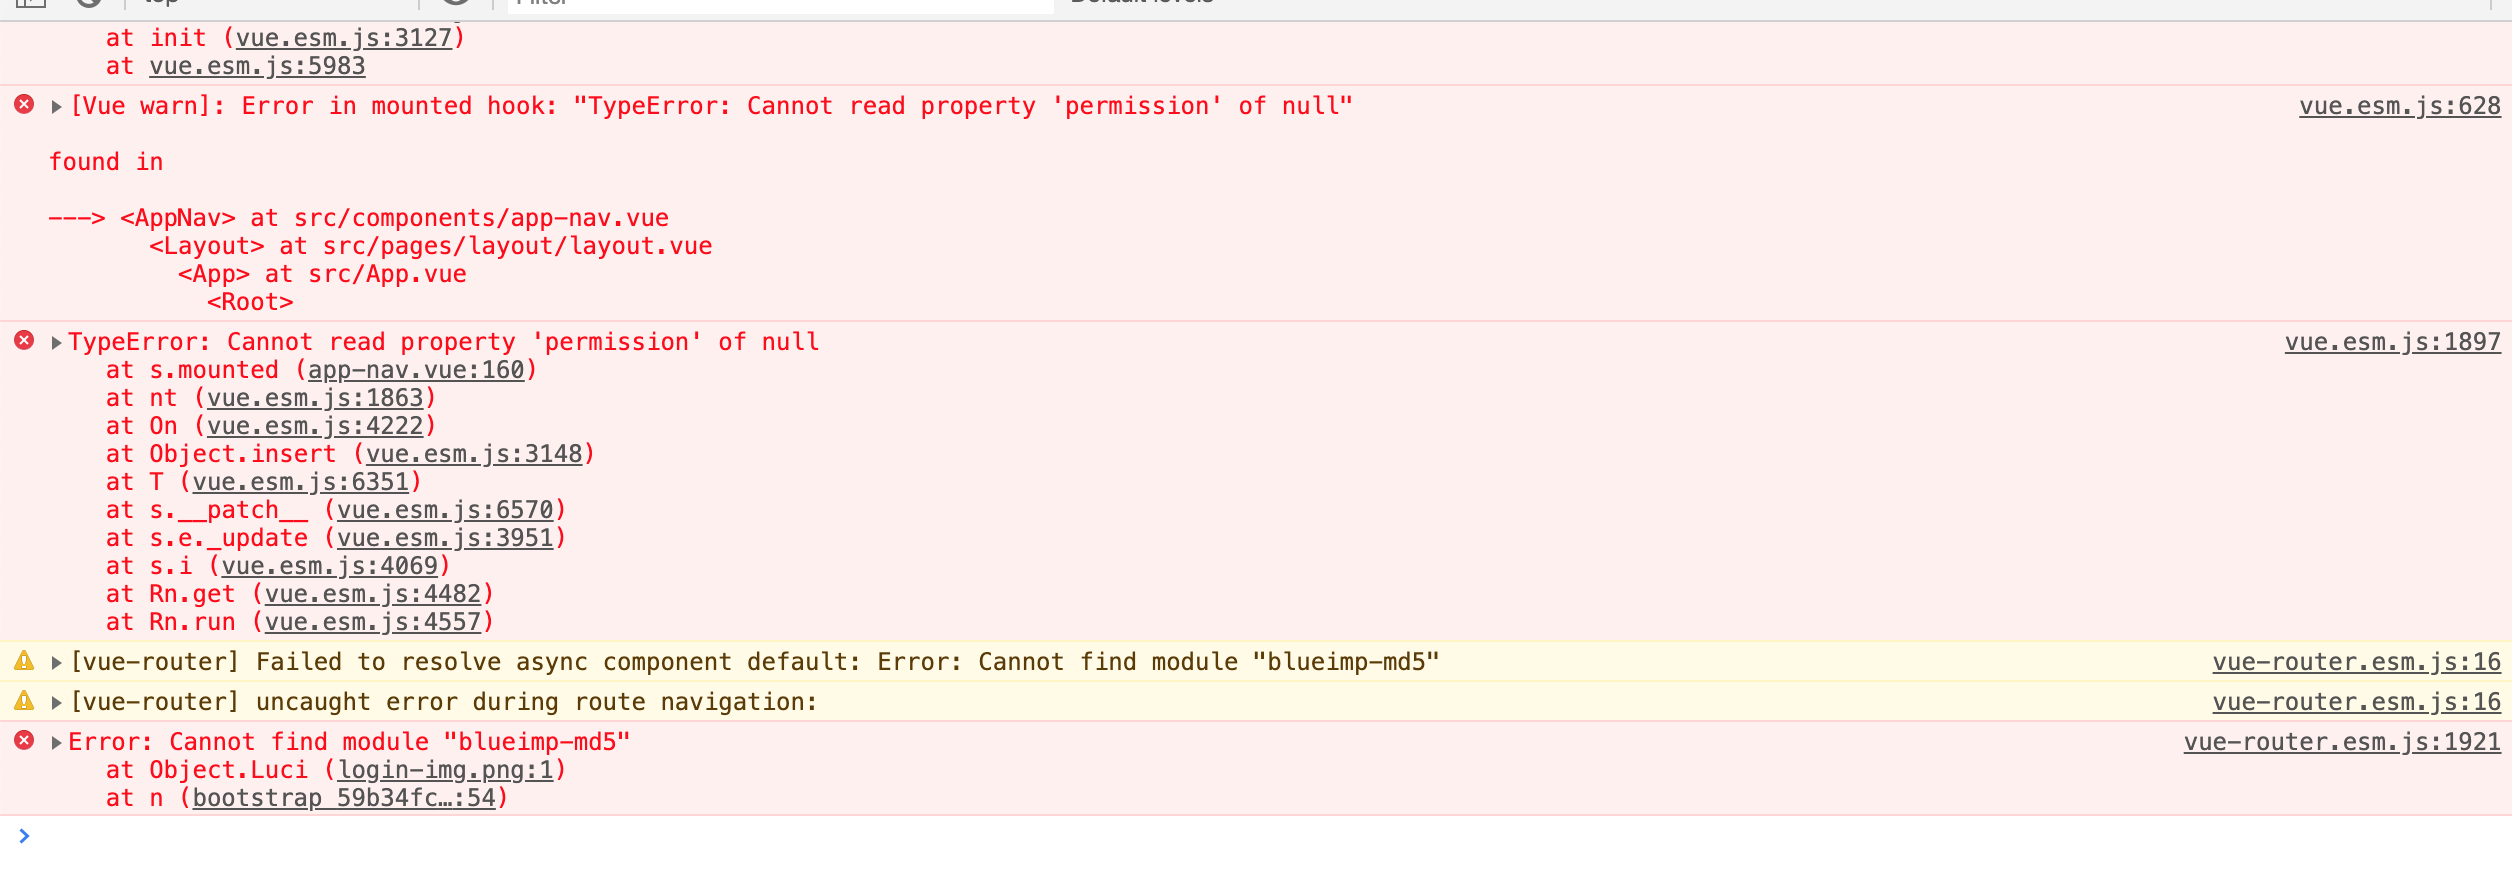 at init (vue.esm.js:3127)
at vue.esm.js:5983
[Vue warn]: Error in mounted hook: "TypeError: Cannot read property 'permission' of null" vue.esm.js:628
found in
---> <AppNav> at src/components/app-nav.vue
<Layout> at src/pages/layout/layout.vue
<App> at src/App.vue
<Root>
TypeError: Cannot read property 'permission' of null vue.esm.js:1897
at s.mounted (app-nav.vue:160)
at nt (vue.esm.js:1863)
at On (vue.esm.js:4222)
at Object.insert (vue.esm.js:3148)
at T (vue.esm.js:6351)
at s.__patch__ (vue.esm.js:6570)
at s.e._update (vue.esm.js:3951)
at s.i (vue.esm.js:4069)
at Rn.get (vue.esm.js:4482)
at Rn.run (vue.esm.js:4557)
[vue-router] Failed to resolve async component default: Error: Cannot find module "blueimp-md5" vue-router.esm.js:16
[vue-router] uncaught error during route navigation: vue-router.esm.js:16
Error: Cannot find module "blueimp-md5" vue-router.esm.js:1921
at Object.Luci (login-img.png:1)
at n (bootstrap 59b34fc…:54)